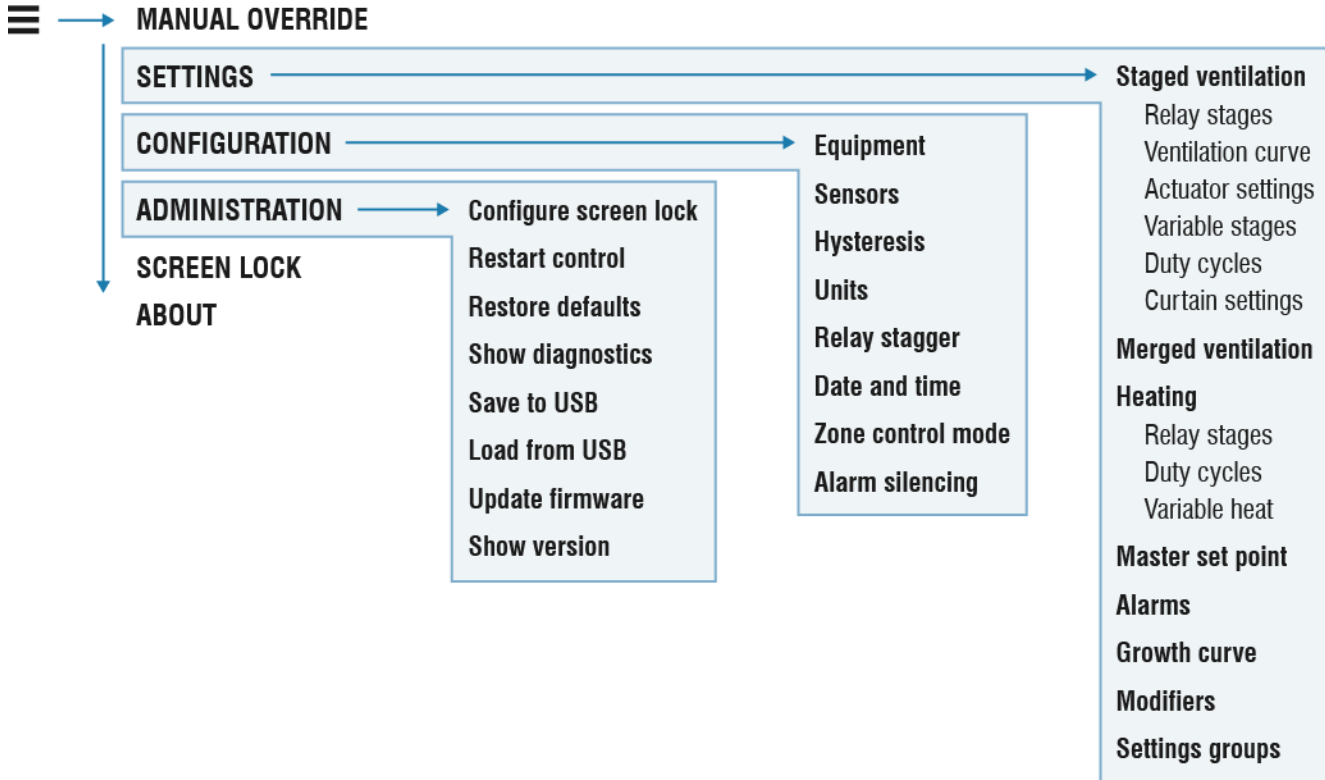 MANUAL OVERRIDE
SETTINGS
CONFIGURATION
ADMINISTRATION
SCREEN LOCK
ABOUT
Configure screen lock
Restart control
Restore defaults
Show diagnostics
Save to USB
Load from USB
Update firmware
Show version
Equipment
Sensors
Hysteresis
Units
Relay stagger
Date and time
Zone control mode
Alarm silencing
Staged ventilation
Relay stages
Ventilation curve
Actuator settings
Variable stages
Duty cycles
Curtain settings
Merged ventilation
Heating
Relay stages
Duty cycles
Variable heat
Master set point
Alarms
Growth curve
Modifiers
Settings groups